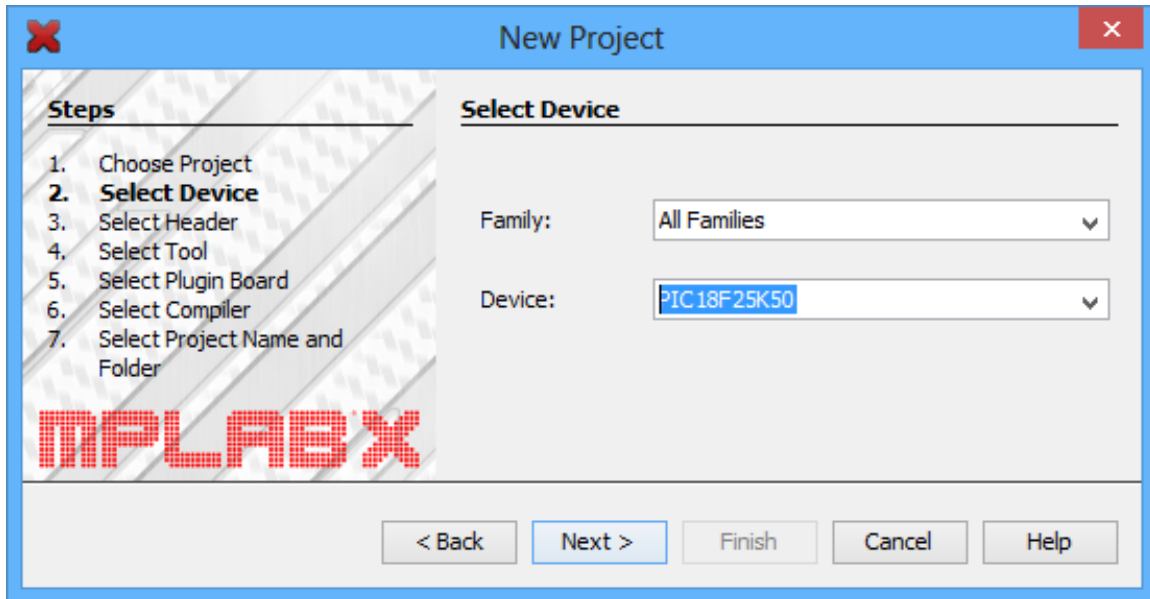 New Project
Steps
1. Choose Project
2. Select Device
3. Select Header
4. Select Tool
5. Select Plugin Board
6. Select Compiler
7. Select Project Name and
Folder
MPLAB X
Select Device
Family: All Families
Device: PIC18F25K50
< Back Next > Finish Cancel Help